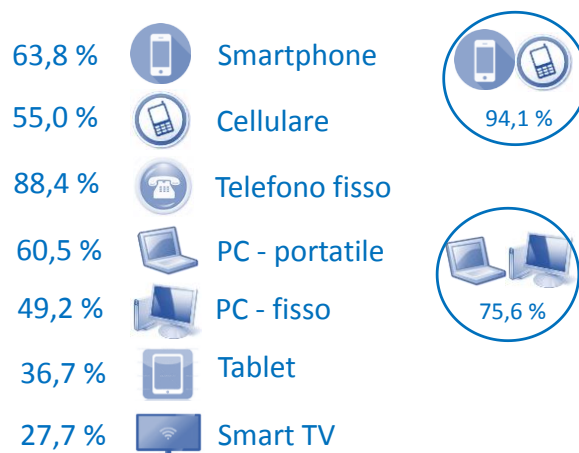 63,8 % Smartphone
94,1 %
55,0 % Cellulare
88,4 % Telefono fisso
60,5 % PC - portatile
49,2 % PC - fisso
75,6 %
36,7 % Tablet
27,7 % Smart TV